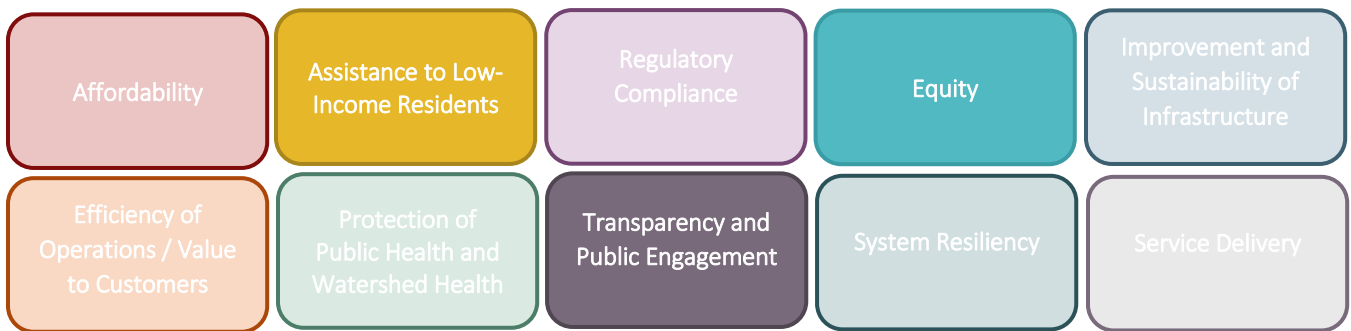 Affordability
Assistance to Low-
Income Residents
Regulatory
Compliance
Equity
Improvement and
Sustainability of
Infrastructure
Efficiency of
Operations / Value
to Customers
Protection of
Public Health and
Watershed Health
Transparency and
Public Engagement
System Resiliency
Service Delivery